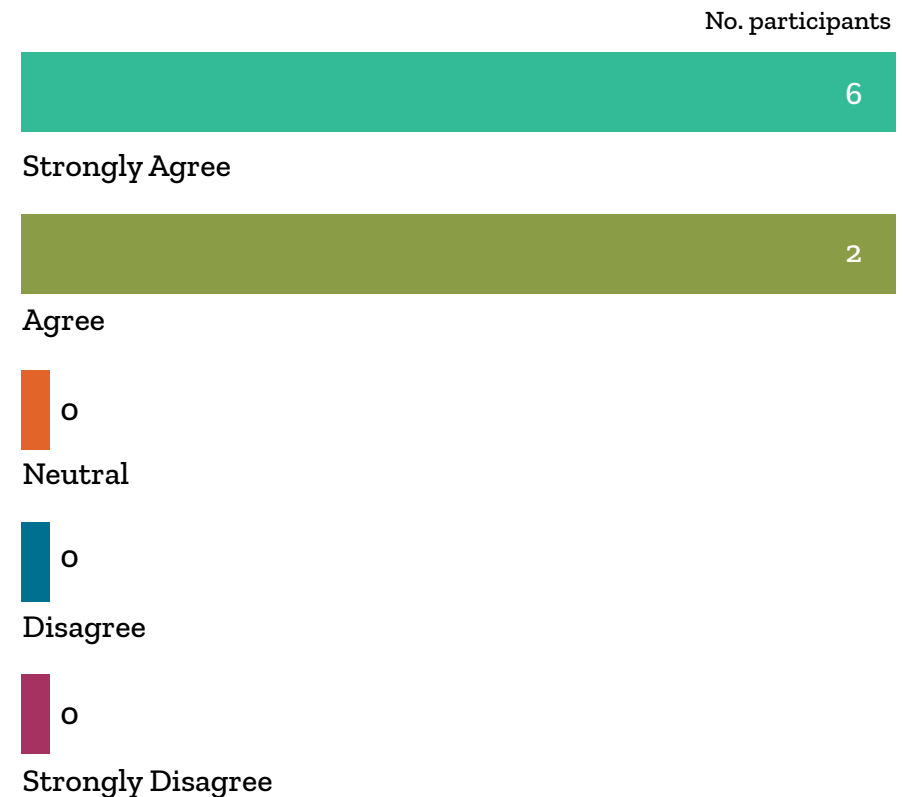 No. participants
6
Strongly Agree
2
Agree
0
Neutral
0
Disagree
0
Strongly Disagree